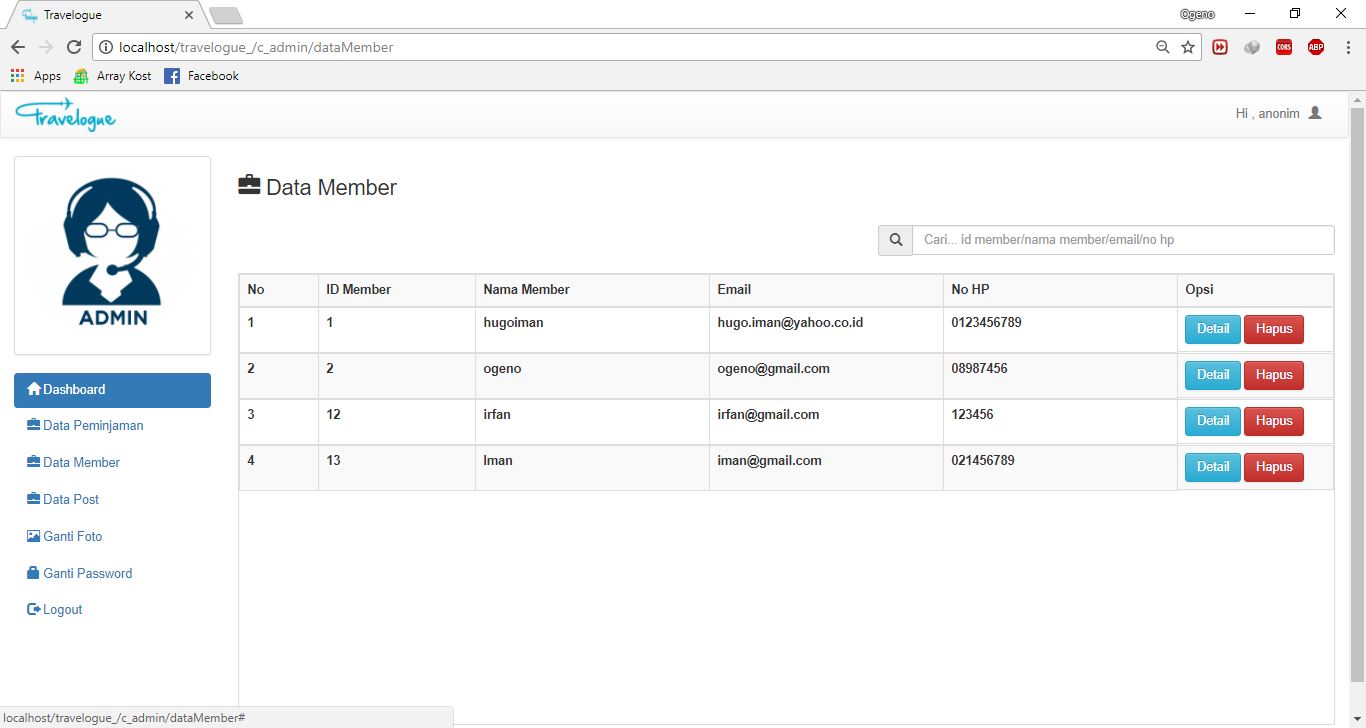 Travelogue
Ogeno
localhost/travelogue_/c_admin/dataMember
CORS
ABP
Apps Array Kost Facebook
Travelogue
Hi , anonim
ADMIN
Data Member
Cari... id member/nama member/email/no hp
Dashboard
Data Peminjaman
Data Member
Data Post
Ganti Foto
Ganti Password
Logout
No ID Member Nama Member Email No HP Opsi
1 1 hugoiman hugo.iman@yahoo.co.id 0123456789 Detail Hapus
2 2 ogeno ogeno@gmail.com 08987456 Detail Hapus
3 12 irfan irfan@gmail.com 123456 Detail Hapus
4 13 Iman iman@gmail.com 021456789 Detail Hapus
localhost/travelogue_/c_admin/dataMember#